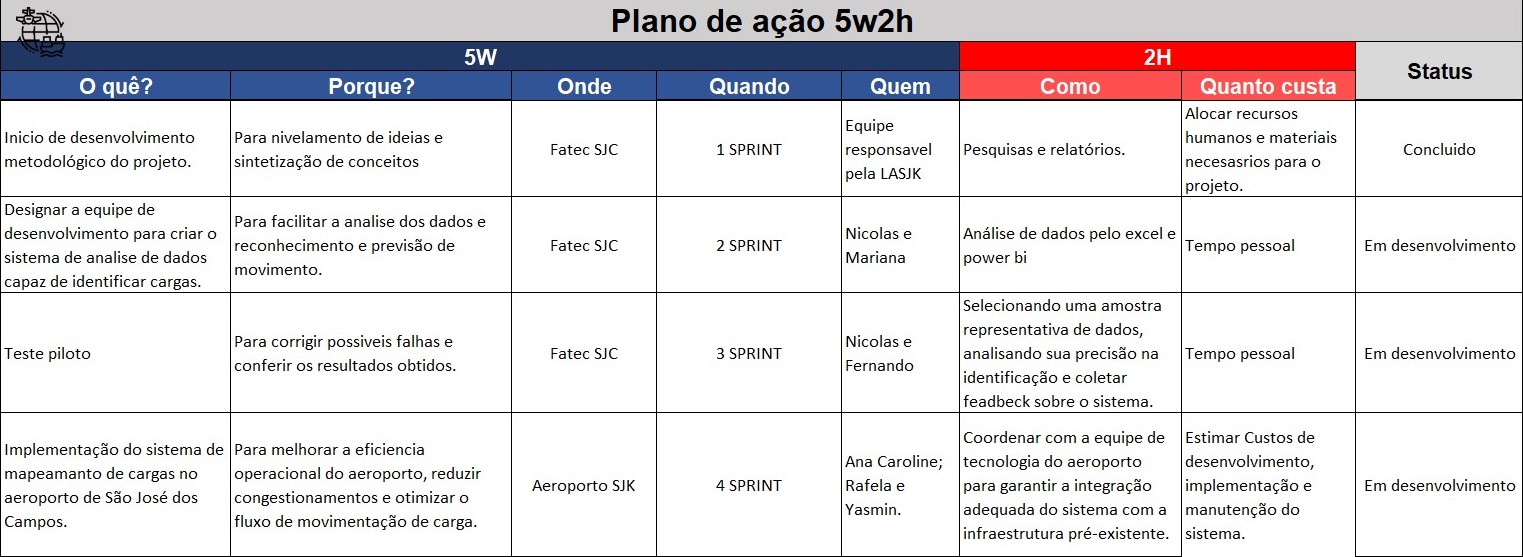 Plano de ação 5w2h
5W
2H
Status
O quê?
Porque?
Onde
Quando
Quem
Como
Quanto custa
Inicio de desenvolvimento
metodológico do projeto.
Para nivelamento de ideias e
sintetização de conceitos
Fatec SJC
1 SPRINT
Equipe
responsavel
pela LASJK
Pesquisas e relatórios.
Alocar recursos
humanos e materiais
necesasrios para o
projeto.
Concluido
Designar a equipe de
desenvolvimento para criar o
sistema de analise de dados
capaz de identificar cargas.
Para facilitar a analise dos dados e
reconhecimento e previsão de
movimento.
Fatec SJC
2 SPRINT
Nicolas e
Mariana
Análise de dados pelo excel e
power bi
Tempo pessoal
Em desenvolvimento
Teste piloto
Para corrigir possiveis falhas e
conferir os resultados obtidos.
Fatec SJC
3 SPRINT
Nicolas e
Fernando
Selecionando uma amostra
representativa de dados,
analisando sua precisão na
identificação e coletar
feadbeck sobre o sistema.
Tempo pessoal
Em desenvolvimento
Implementação do sistema de
mapeamanto de cargas no
aeroporto de São José dos
Campos.
Para melhorar a eficiencia
operacional do aeroporto, reduzir
congestionamentos e otimizar o
fluxo de movimentação de carga.
Aeroporto SJK
4 SPRINT
Ana Caroline;
Rafela e
Yasmin.
Coordenar com a equipe de
tecnologia do aeroporto
para garantir a integração
adequada do sistema com a
infraestrutura pré-existente.
Estimar Custos de
desenvolvimento,
implementação e
manutenção do
sistema.
Em desenvolvimento